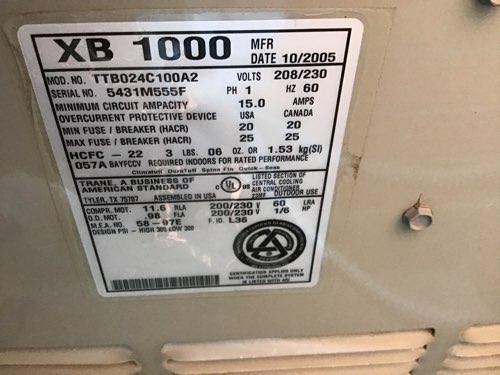 XB 1000 MFR DATE 10/2005
MOD. NO. TTB024C100A2 VOLTS 208/230
SERIAL NO. 5431M555F PH 1 HZ 60
MINIMUM CIRCUIT AMPACITY 15.0 AMPS
OVERCURRENT PROTECTIVE DEVICE USA CANADA
MIN FUSE / BREAKER (HACR) 20 20
MAX FUSE / BREAKER (HACR) 25 25
HCFC - 22 3 LBS. 06 OZ. OR 1.53 kg(SI)
057A BAYFCCV REQUIRED INDOORS FOR RATED PERFORMANCE
Climatuff DuraTuff Spine Fin Quick-Sess
TRANE, A BUSINESS OF
AMERICAN STANDARD
TYLER, TX. 75707 ASSEMBLED IN USA
C UL US
LISTED SECTION OF
CENTRAL COOLING
AIR CONDITIONER
23MF OUTDOOR USE
COMPR. MOT. 11.6 RLA 200/230 V 60 LRA
O.D. MOT. .98 FLA 200/230 V 1/6 HP
M.E.A. NO. 58-97E F. ID. L36
DESIGN PSI - HIGH 300 LOW 300
CERTIFICATION APPLIES ONLY
WHEN THE COMPLETE SYSTEM
IS LISTED WITH ARI